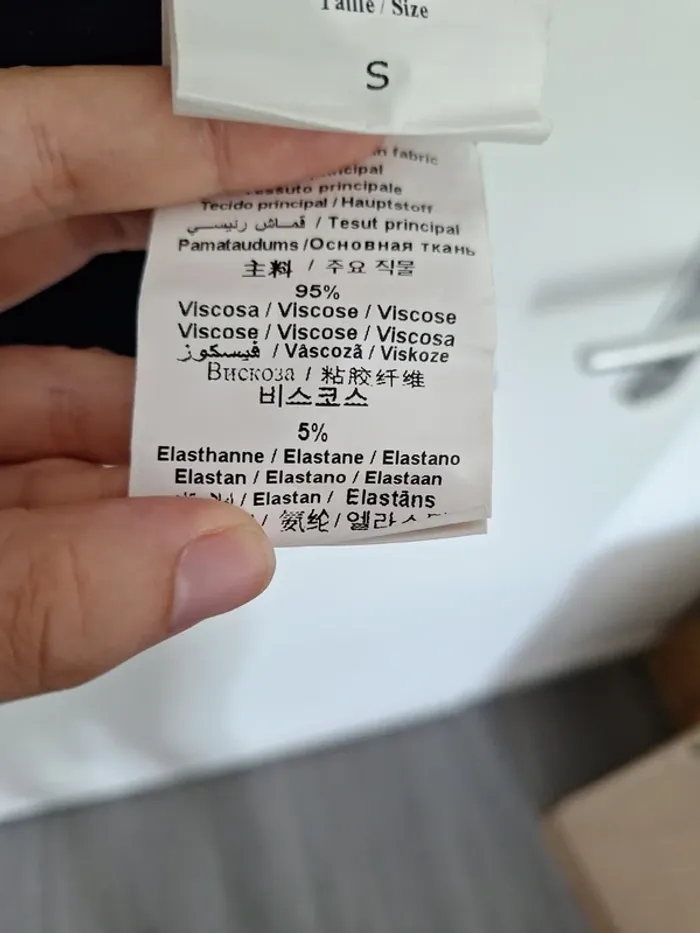 Taille / Size
S
fabric
principale
Tecido principal / Hauptstoff
قماش رئيسي / Tesut principal
Pamataudums /Основная ткань
主料 / 주요 직물
95%
Viscosa / Viscose / Viscose
Viscose / Viscose / Viscosa
فيسكوز / Vâscoză / Viskoze
Вискоза / 粘胶纤维
비스코스
5%
Elasthanne / Elastane / Elastano
Elastan / Elastano / Elastaan
/ Elastan / Elastāns
/ 氨纶 /